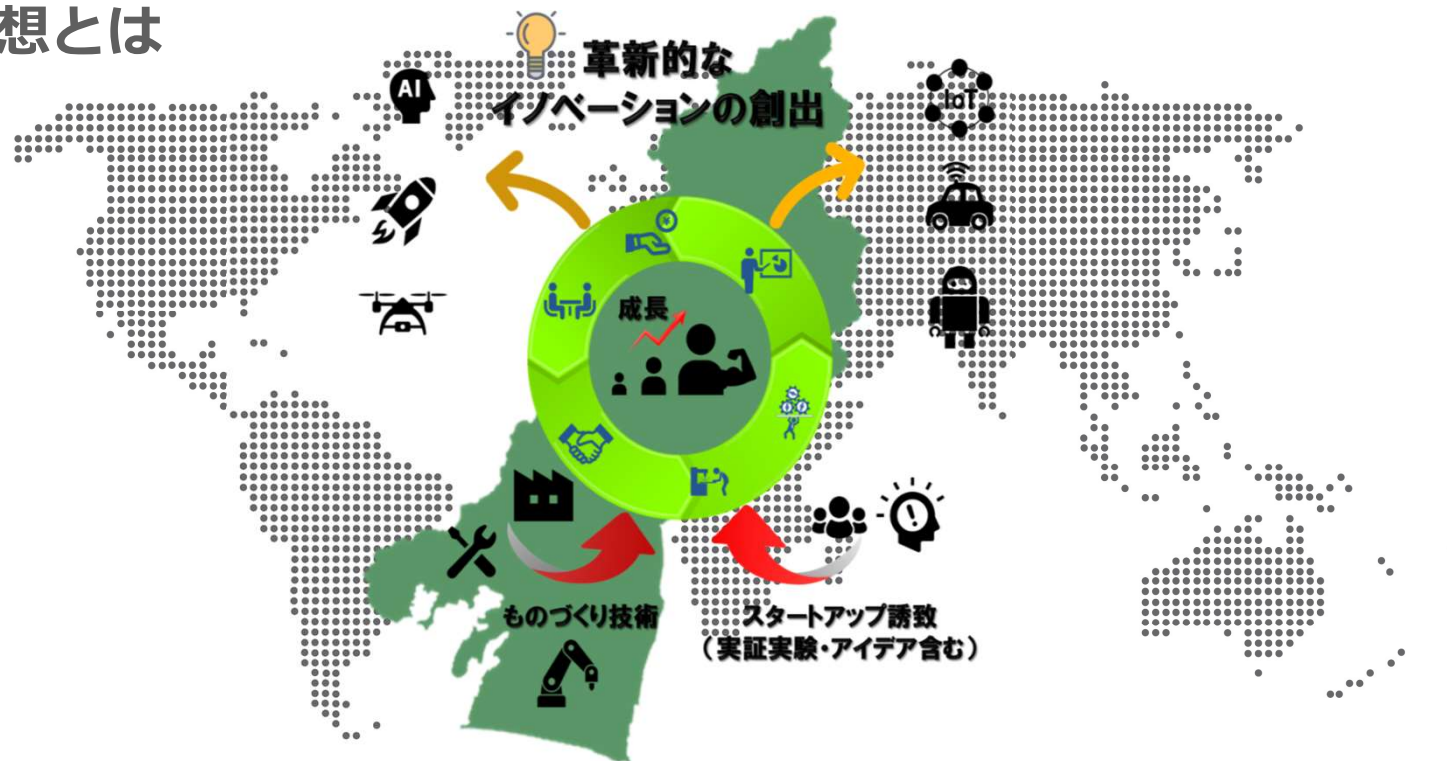 想とは
革新的な
イノベーションの創出
AI
IoT
¥
成長
ものづくり技術
スタートアップ誘致
（実証実験・アイデア含む）